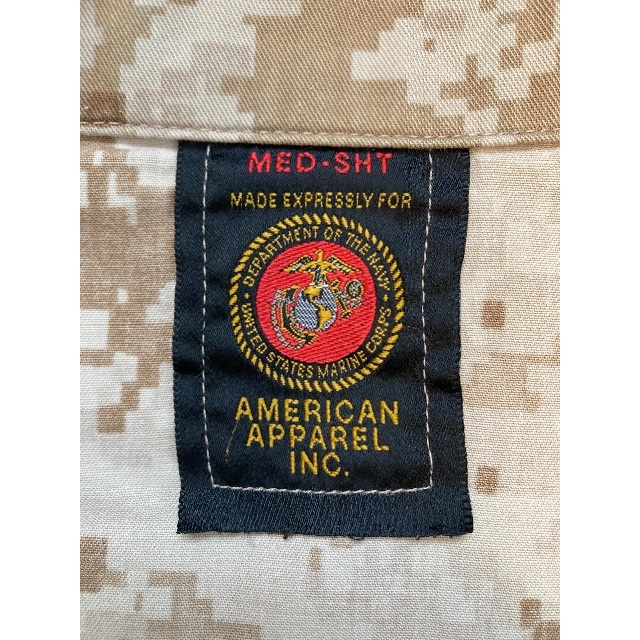 MED-SHT
MADE EXPRESSLY FOR
DEPARTMENT OF THE NAVY
UNITED STATES MARINE CORPS
AMERICAN
APPAREL
INC.